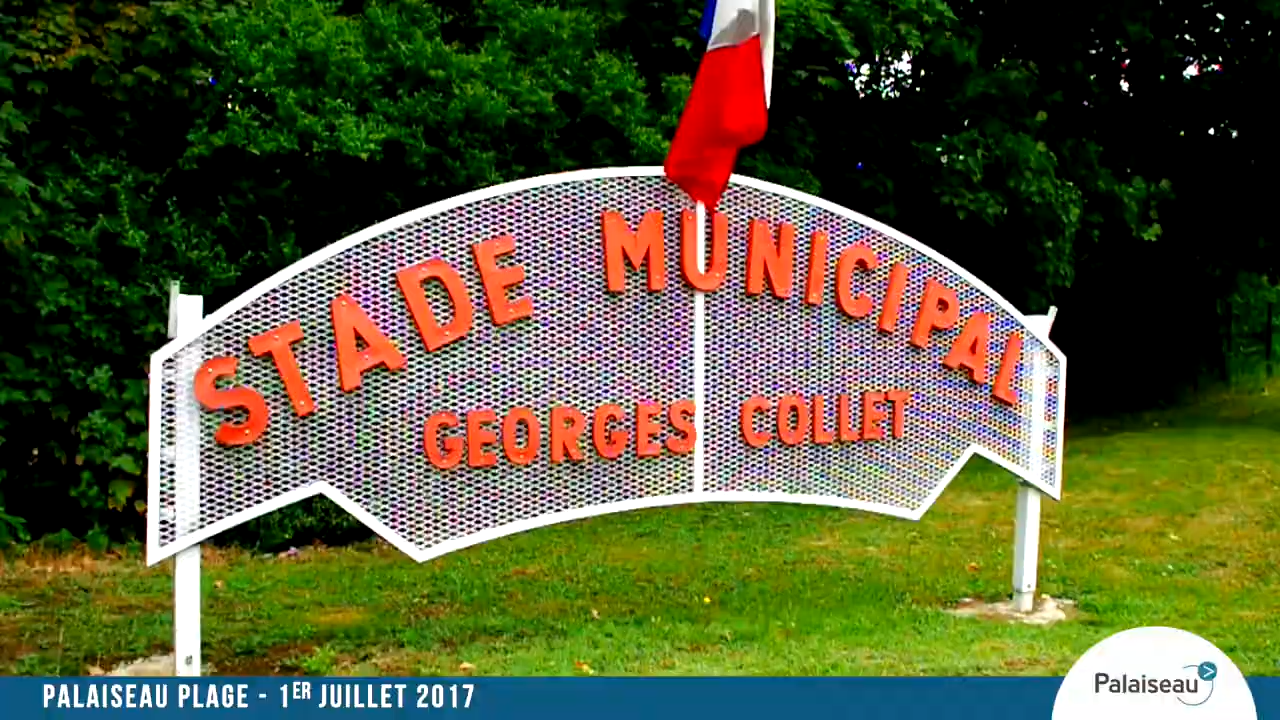 STADE MUNICIPAL
GEORGES COLLET
PALAISEAU PLAGE - 1ER JUILLET 2017
Palaiseau